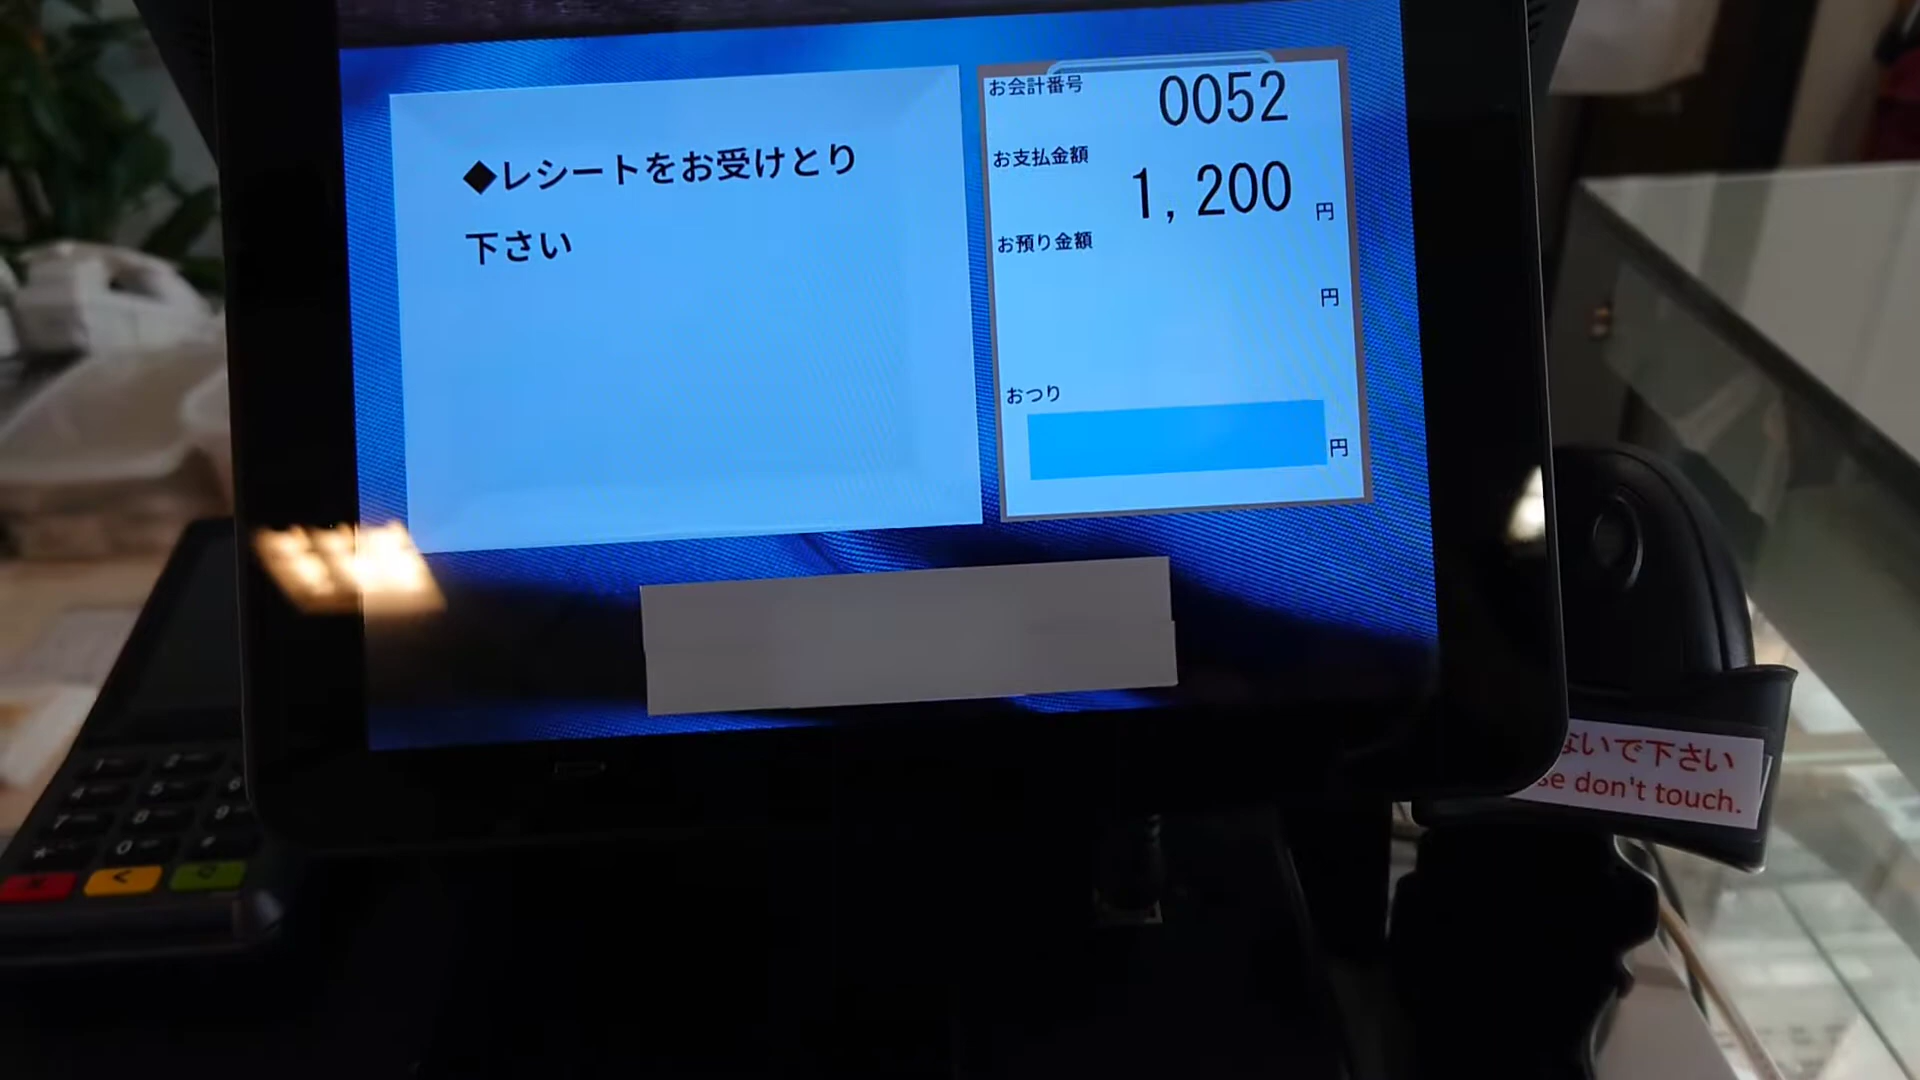 ◆レシートをお受けとり
下さい
お会計番号
0052
お支払金額
1,200
円
お預り金額
円
おつり
円
ないで下さい
se don't touch.